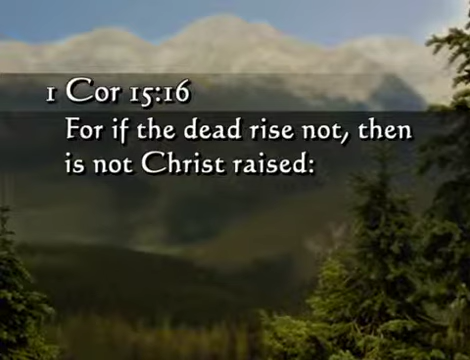 1 Cor 15:16
For if the dead rise not, then
is not Christ raised: